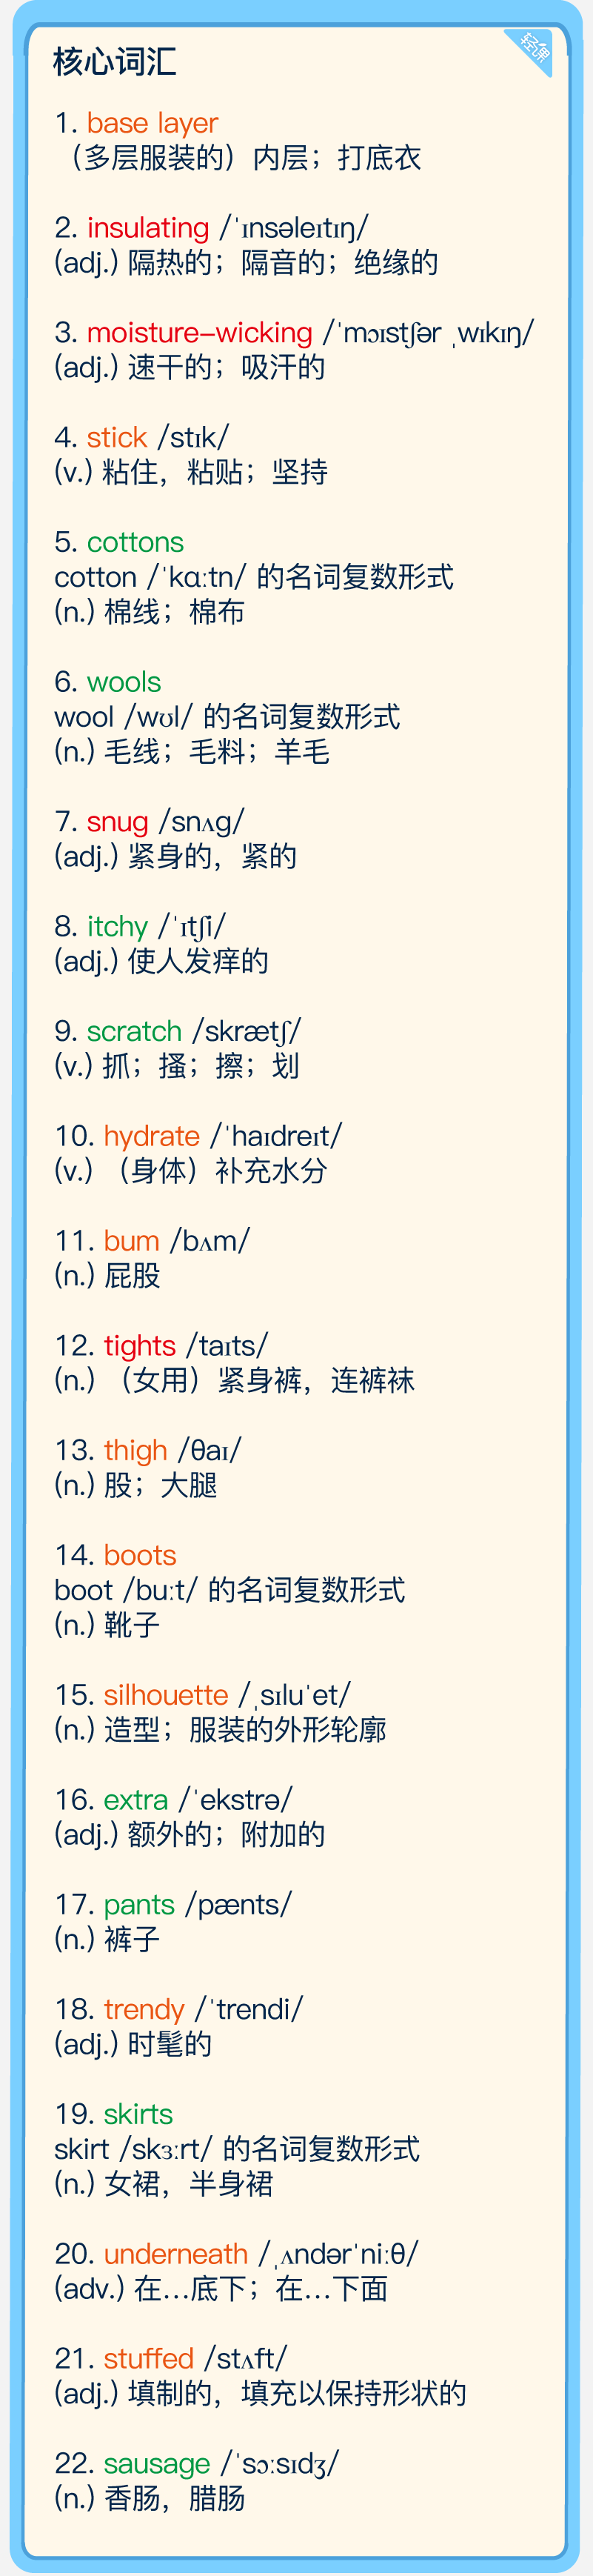 核心词汇
轻课
1. base layer
（多层服装的）内层；打底衣
2. insulating /ˈɪnsəleɪtɪŋ/
(adj.) 隔热的；隔音的；绝缘的
3. moisture–wicking /ˈmɔɪstʃər ˌwɪkɪŋ/
(adj.) 速干的；吸汗的
4. stick /stɪk/
(v.) 粘住，粘贴；坚持
5. cottons
cotton /ˈkɑːtn/ 的名词复数形式
(n.) 棉线；棉布
6. wools
wool /wʊl/ 的名词复数形式
(n.) 毛线；毛料；羊毛
7. snug /snʌg/
(adj.) 紧身的，紧的
8. itchy /ˈɪtʃi/
(adj.) 使人发痒的
9. scratch /skrætʃ/
(v.) 抓；搔；擦；划
10. hydrate /ˈhaɪdreɪt/
(v.) （身体）补充水分
11. bum /bʌm/
(n.) 屁股
12. tights /taɪts/
(n.) （女用）紧身裤，连裤袜
13. thigh /θaɪ/
(n.) 股；大腿
14. boots
boot /buːt/ 的名词复数形式
(n.) 靴子
15. silhouette /ˌsɪluˈet/
(n.) 造型；服装的外形轮廓
16. extra /ˈekstrə/
(adj.) 额外的；附加的
17. pants /pænts/
(n.) 裤子
18. trendy /ˈtrendi/
(adj.) 时髦的
19. skirts
skirt /skɜːrt/ 的名词复数形式
(n.) 女裙，半身裙
20. underneath /ˌʌndərˈniːθ/
(adv.) 在…底下；在…下面
21. stuffed /stʌft/
(adj.) 填制的，填充以保持形状的
22. sausage /ˈsɔːsɪdʒ/
(n.) 香肠，腊肠